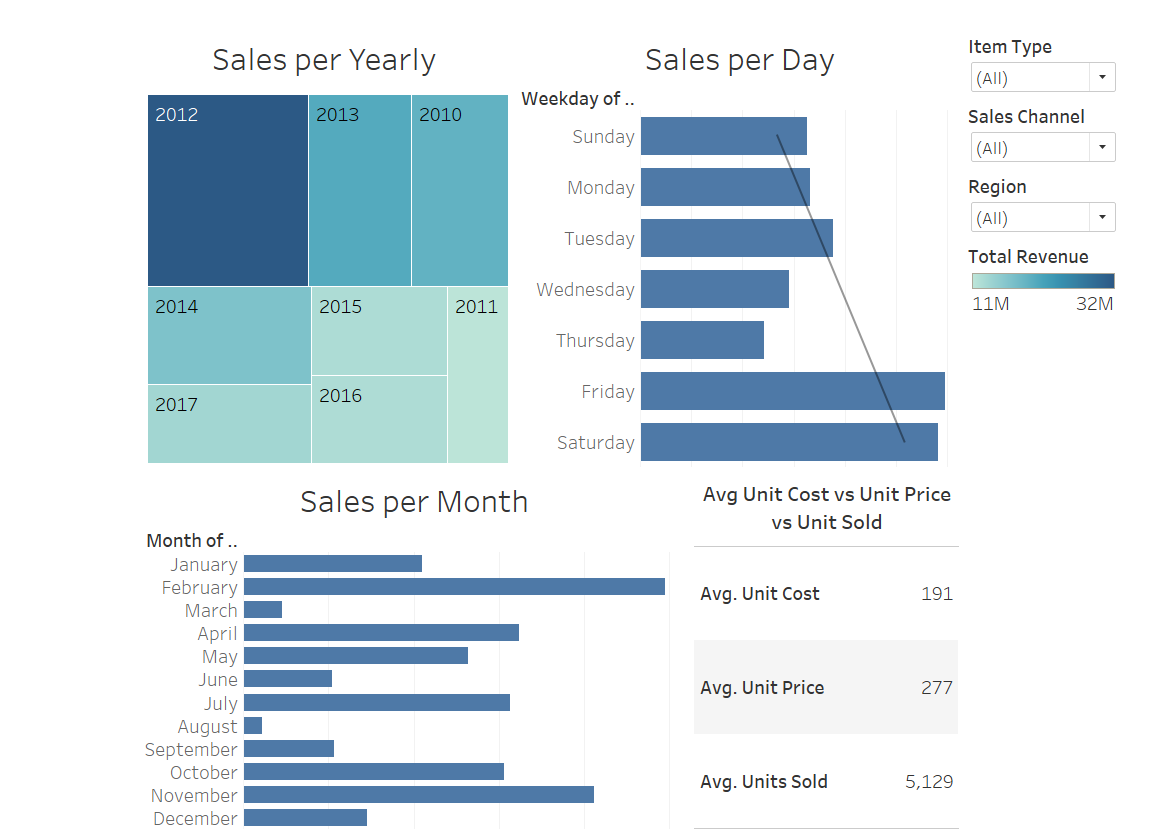 Sales per Yearly
2012
2013
2010
2014
2015
2011
2017
2016
Sales per Day
Weekday of ..
Sunday
Monday
Tuesday
Wednesday
Thursday
Friday
Saturday
Item Type
(All)
Sales Channel
(All)
Region
(All)
Total Revenue
11M 32M
Sales per Month
Month of ..
January
February
March
April
May
June
July
August
September
October
November
December
Avg Unit Cost vs Unit Price
vs Unit Sold
Avg. Unit Cost 191
Avg. Unit Price 277
Avg. Units Sold 5,129